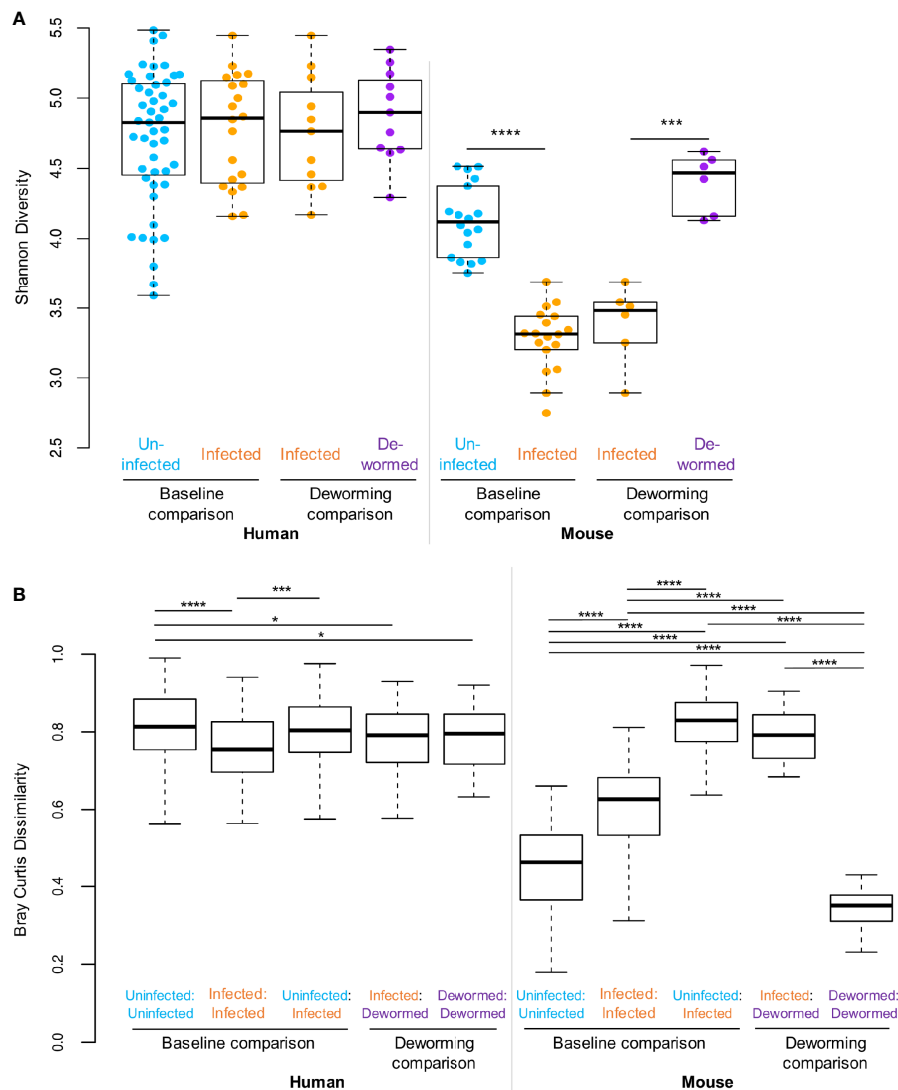 A
Shannon Diversity
5.5
5.0
4.5
4.0
3.5
3.0
2.5
****
***
Un-
infected
Infected
Infected
De-
wormed
Un-
infected
Infected
Infected
De-
wormed
Baseline
comparison
Deworming
comparison
Baseline
comparison
Deworming
comparison
Human
Mouse
B
Bray Curtis Dissimilarity
1.0
0.8
0.6
0.4
0.2
0.0
***
****
*
*
****
****
****
****
****
****
****
****
****
Uninfected:
Uninfected
Infected:
Infected
Uninfected:
Infected
Infected:
Dewormed
Dewormed:
Dewormed
Uninfected:
Uninfected
Infected:
Infected
Uninfected:
Infected
Infected:
Dewormed
Dewormed:
Dewormed
Baseline comparison
Deworming
comparison
Baseline comparison
Deworming
comparison
Human
Mouse